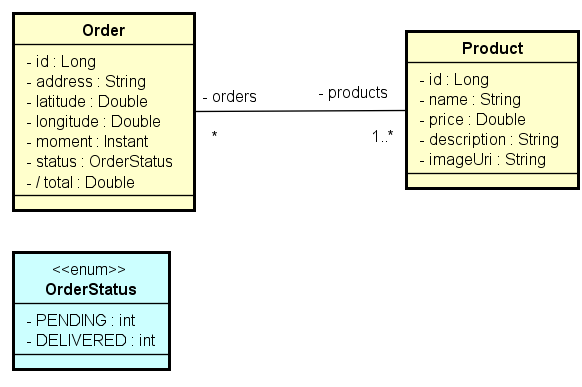 Order
- id : Long
- address : String
- latitude : Double
- longitude : Double
- moment : Instant
- status : OrderStatus
- / total : Double
- orders
*
- products
1..*
Product
- id : Long
- name : String
- price : Double
- description : String
- imageUri : String
<<enum>>
OrderStatus
- PENDING : int
- DELIVERED : int